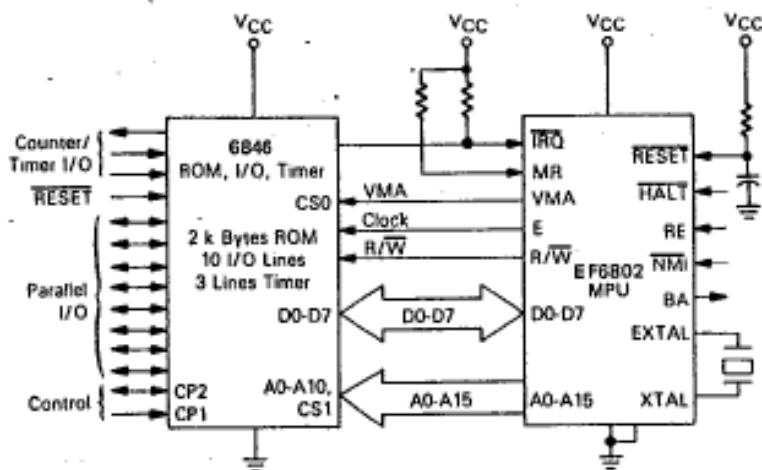 VCC VCC VCC VCC
Counter/
Timer I/O
RESET
Parallel
I/O
Control
6846
ROM, I/O, Timer
CS0
2 k Bytes ROM
10 I/O Lines
3 Lines Timer
D0-D7
CP2
CP1
A0-A10,
CS1
VMA
Clock
R/W
D0-D7
A0-A15
IRQ
MR
VMA
E
R/W
EF6802
MPU
D0-D7
A0-A15
RESET
HALT
RE
NMI
BA
EXTAL
XTAL